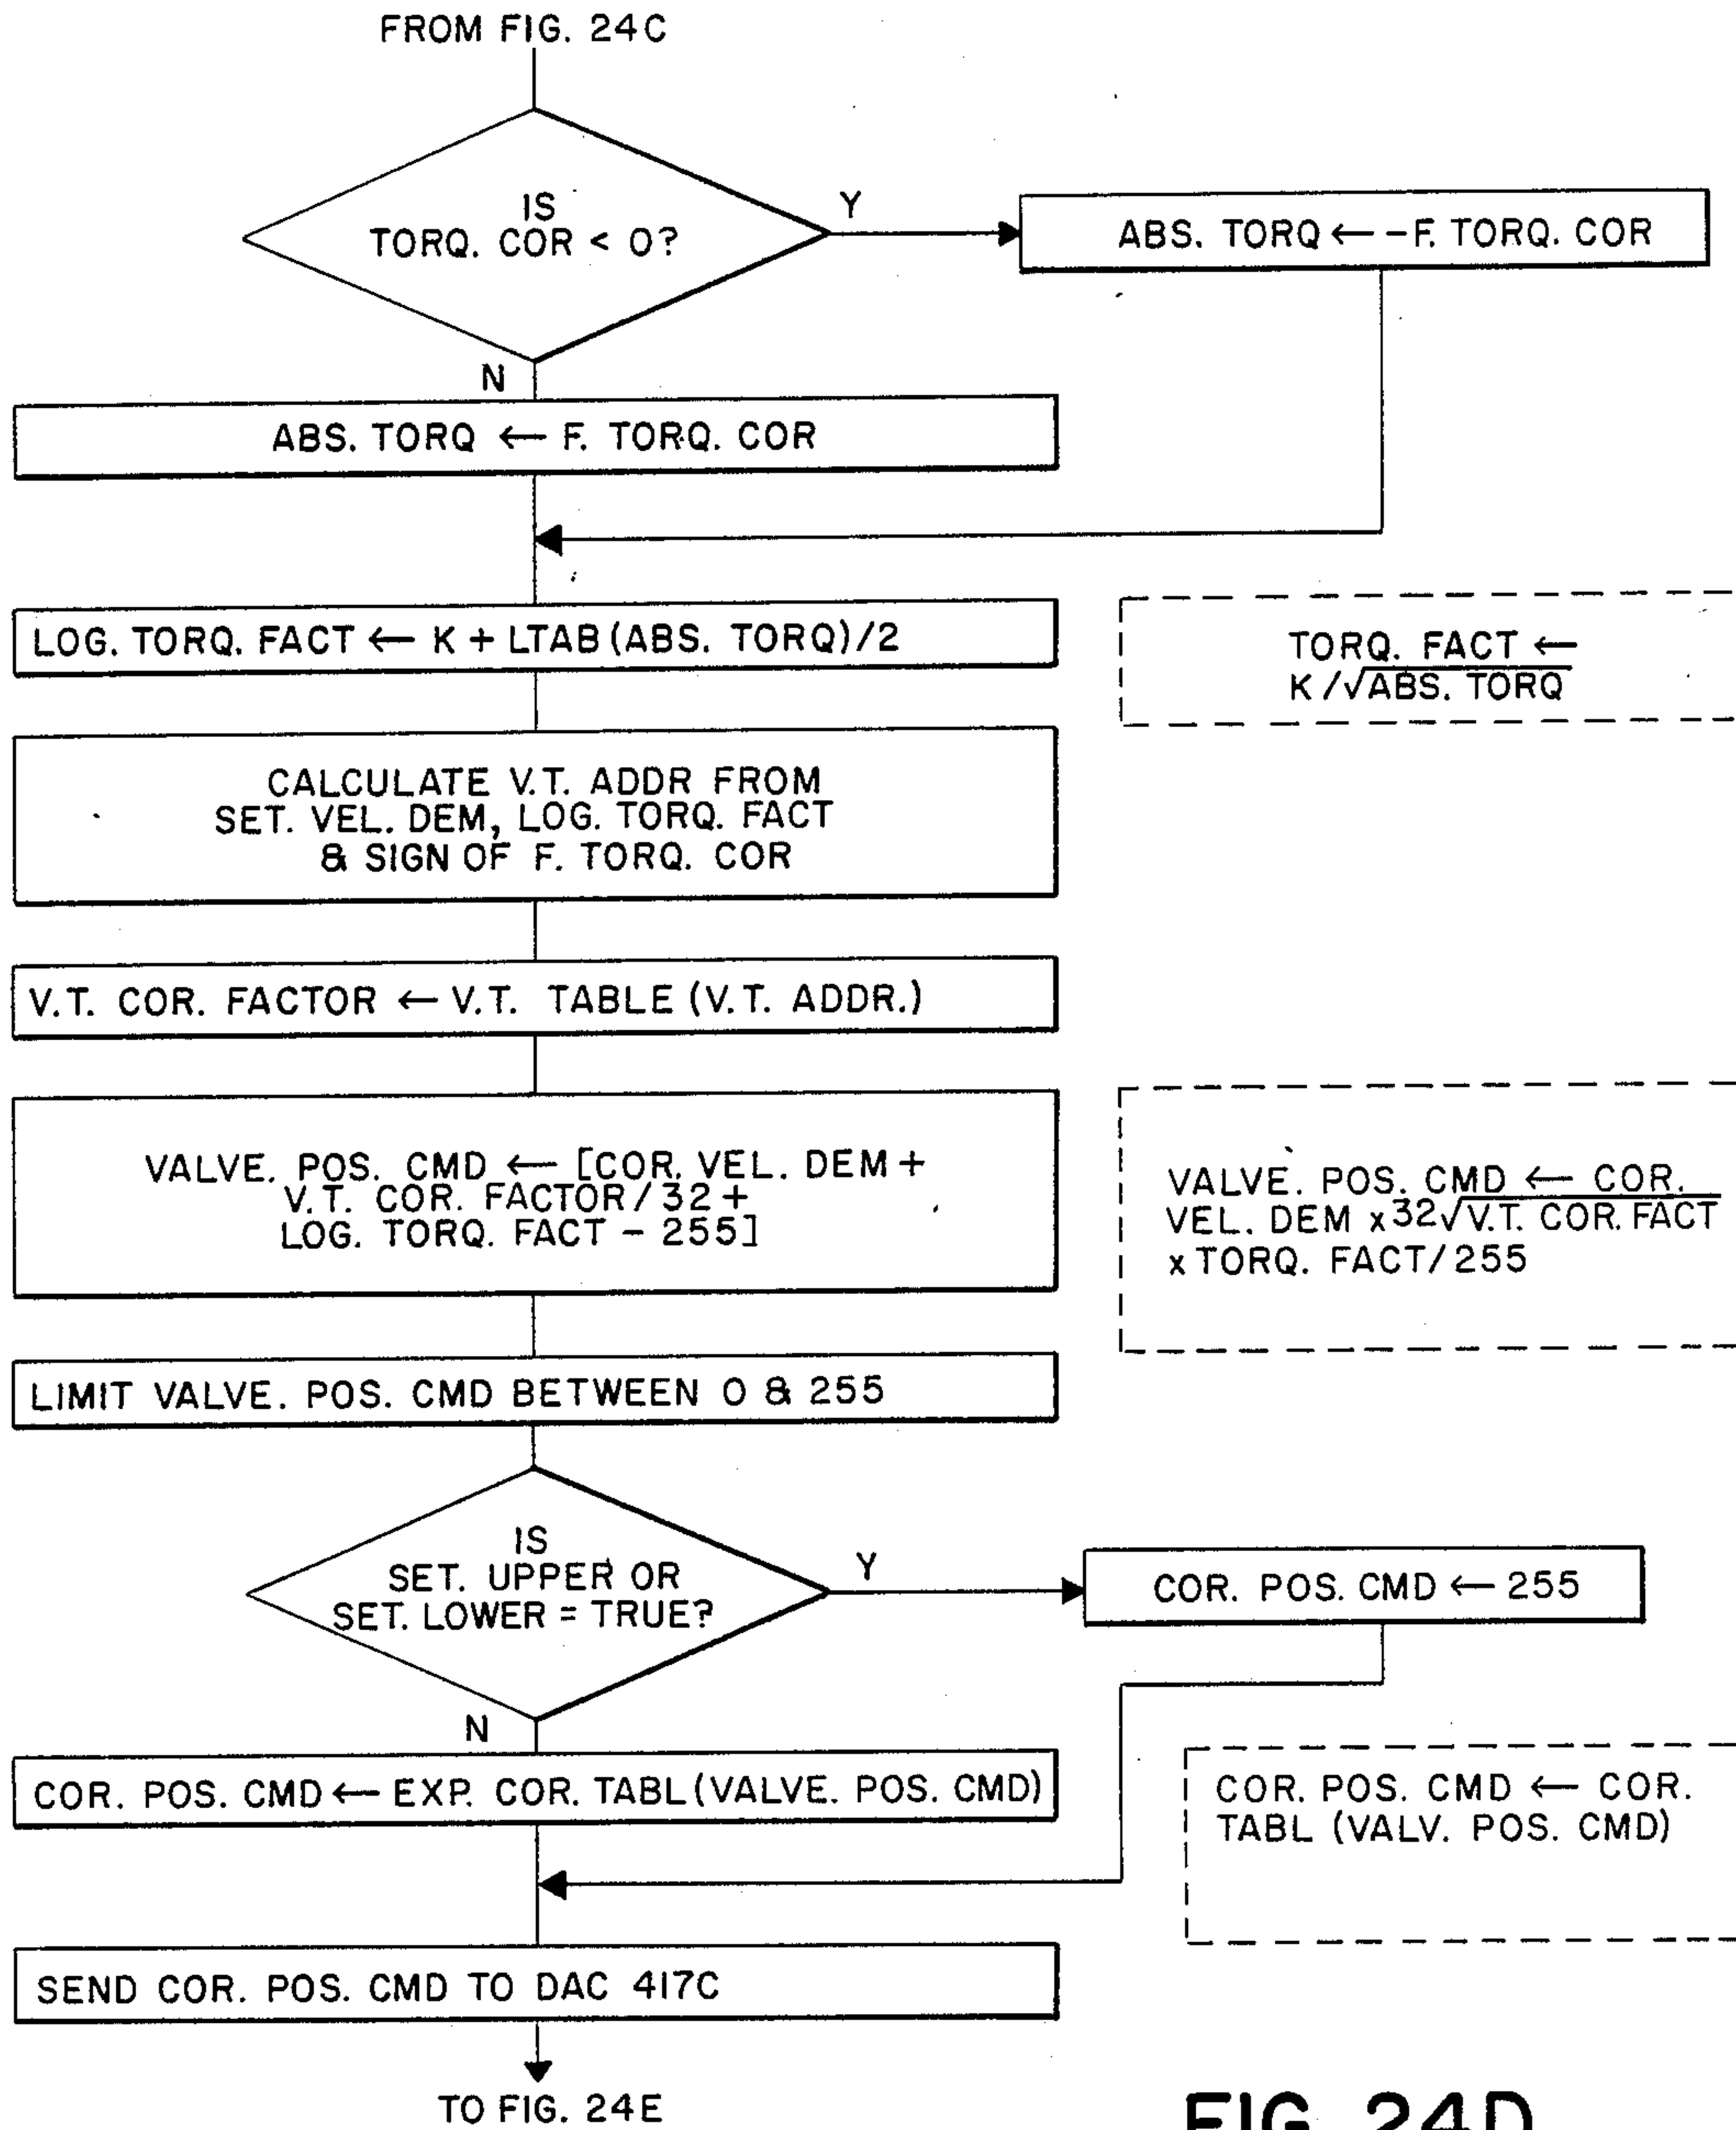 FROM FIG. 24C
IS
TORQ. COR < 0?
Y
ABS. TORQ ← -F. TORQ. COR
N
ABS. TORQ ← F. TORQ. COR
LOG. TORQ. FACT ← K + LTAB (ABS. TORQ)/2
TORQ. FACT ←
K/√ABS. TORQ
CALCULATE V.T. ADDR FROM
SET. VEL. DEM, LOG. TORQ. FACT
& SIGN OF F. TORQ. COR
V.T. COR. FACTOR ← V.T. TABLE (V.T. ADDR.)
VALVE. POS. CMD ← [COR. VEL. DEM +
V.T. COR. FACTOR/32 +
LOG. TORQ. FACT - 255]
VALVE. POS. CMD ← COR.
VEL. DEM x 32√V.T. COR. FACT
x TORQ. FACT/255
LIMIT VALVE. POS. CMD BETWEEN 0 & 255
IS
SET. UPPER OR
SET. LOWER = TRUE?
Y
COR. POS. CMD ← 255
N
COR. POS. CMD ← EXP. COR. TABL (VALVE. POS. CMD)
COR. POS. CMD ← COR.
TABL (VALV. POS. CMD)
SEND COR. POS. CMD TO DAC 417C
TO FIG. 24E
FIG. 24D